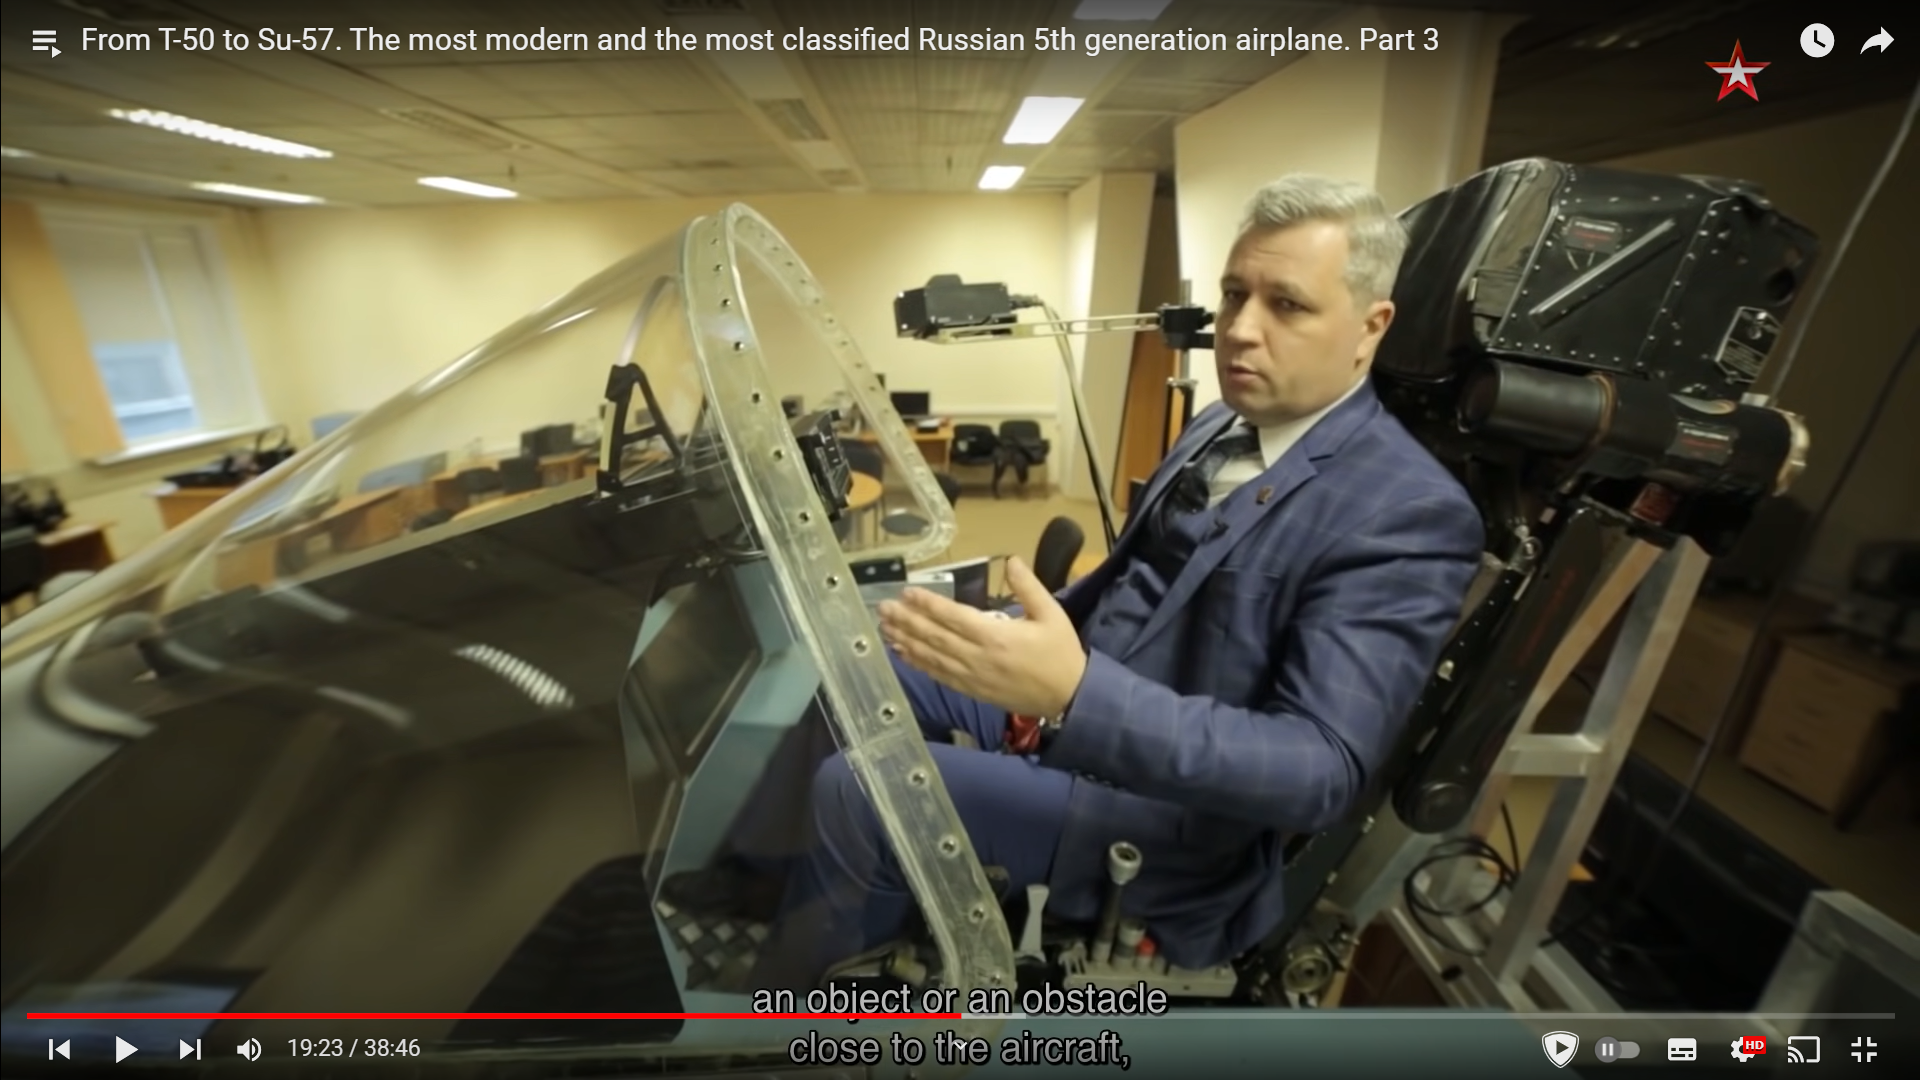 From T-50 to Su-57. The most modern and the most classified Russian 5th generation airplane. Part 3
an object or an obstacle
close to the aircraft,
19:23 / 38:46
HD